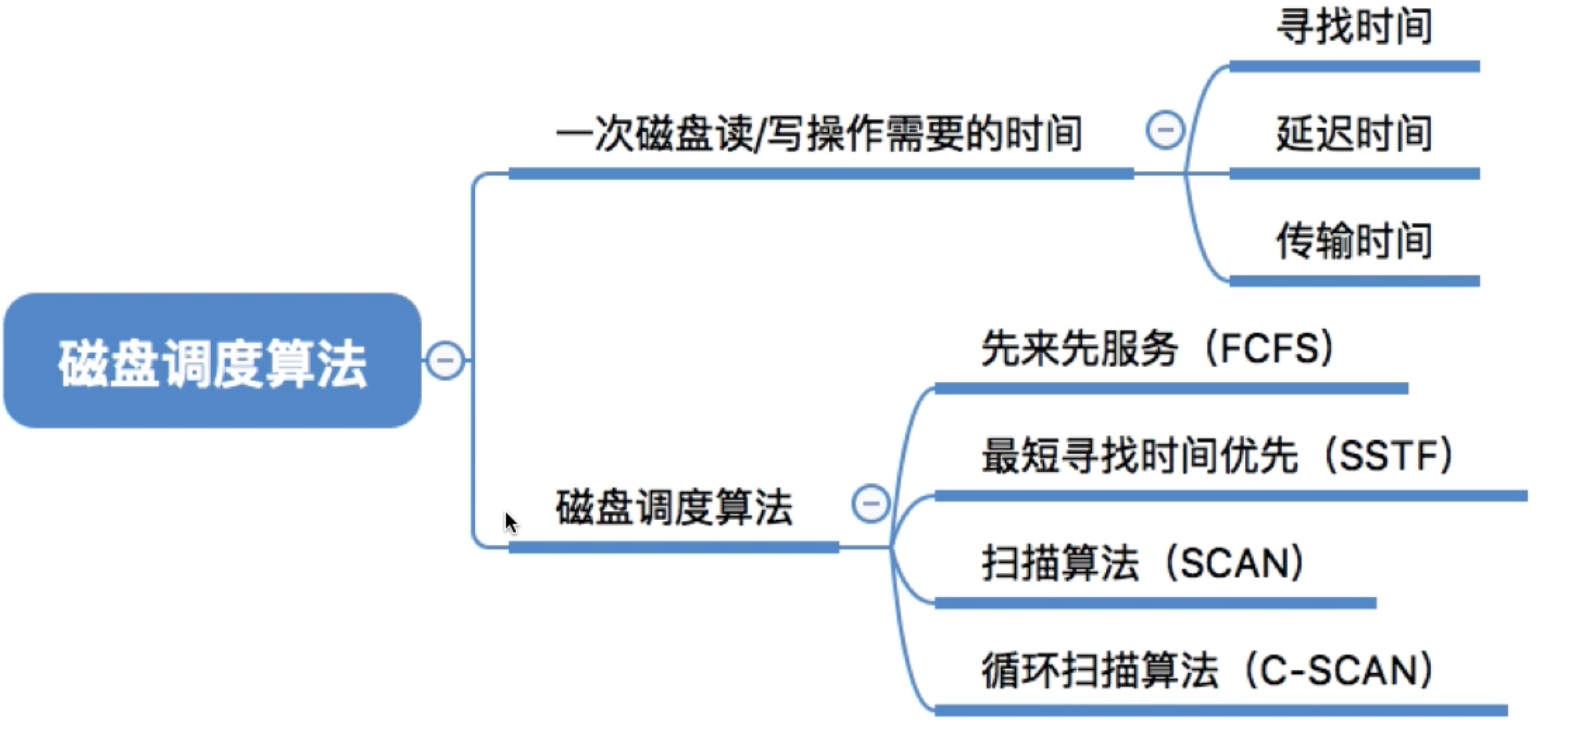 磁盘调度算法
一次磁盘读/写操作需要的时间
寻找时间
延迟时间
传输时间
磁盘调度算法
先来先服务（FCFS）
最短寻找时间优先（SSTF）
扫描算法（SCAN）
循环扫描算法（C-SCAN）